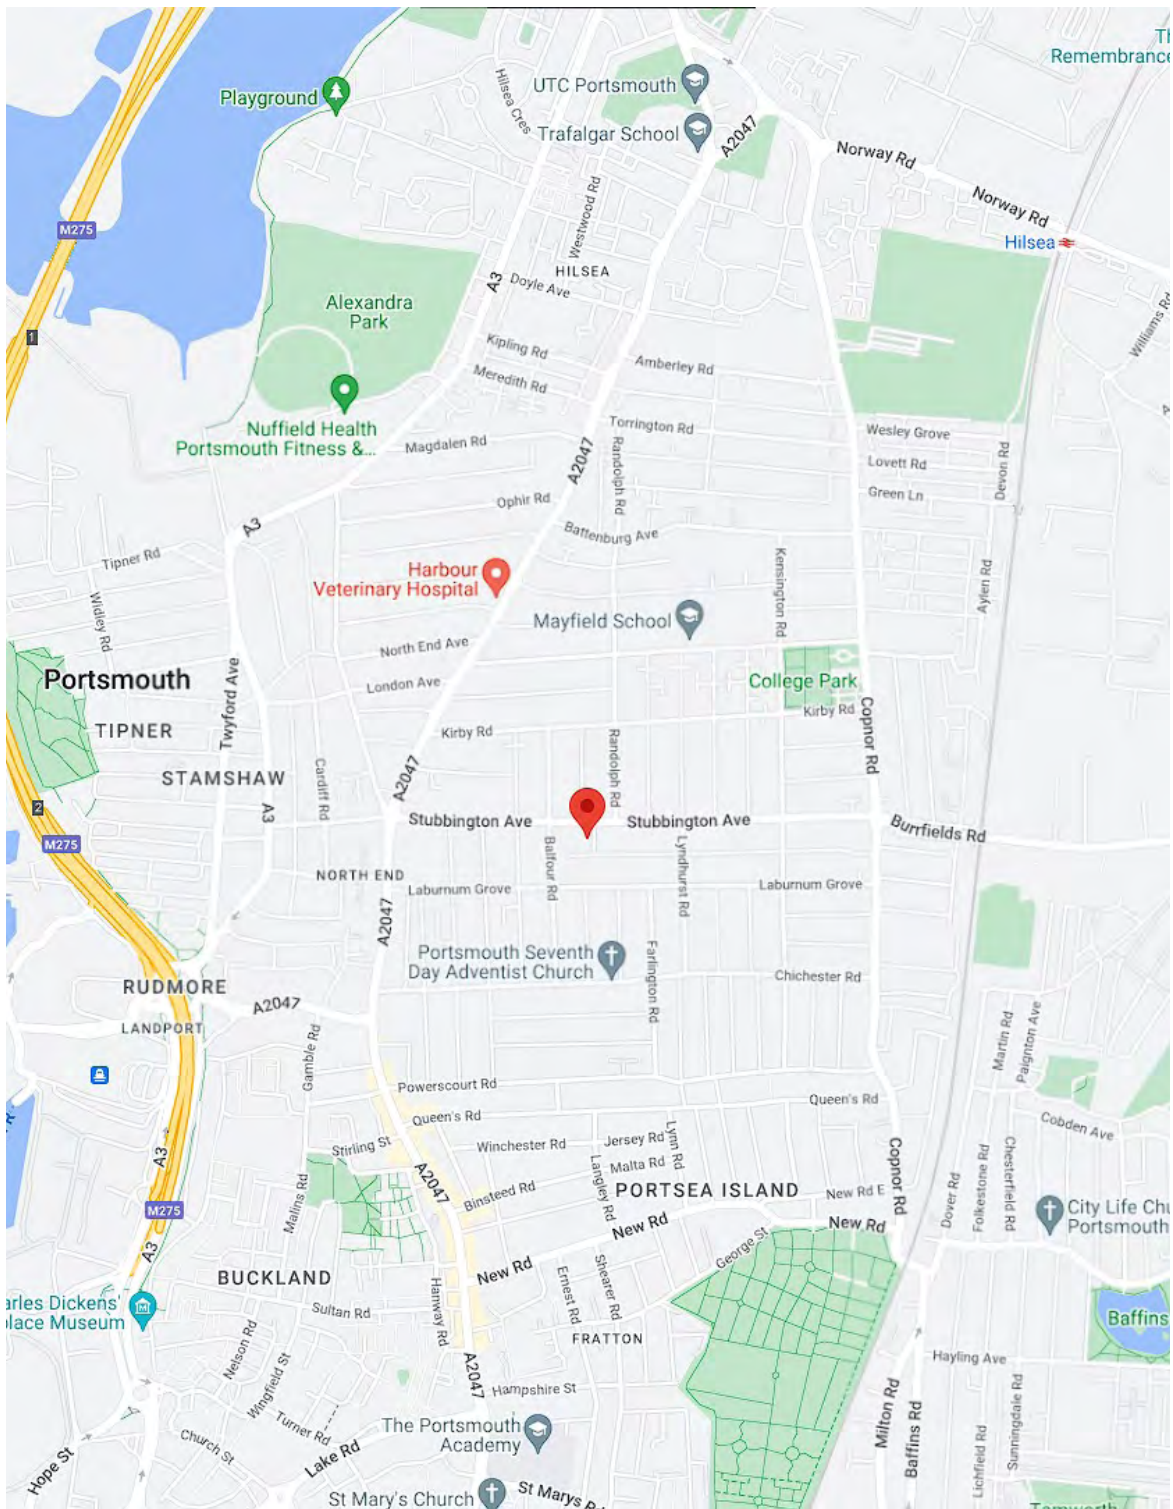 Th
Remembrance
UTC Portsmouth
Hilsea Cres
Playground
Trafalgar School
A2047
Norway Rd
Norway Rd
Westwood Rd
M275
Hilsea
HILSEA
A3
Doyle Ave
Alexandra
Park
Williams Rd
1
Kipling Rd
Amberley Rd
Meredith Rd
Nuffield Health
Portsmouth Fitness &...
Torrington Rd
Wesley Grove
Magdalen Rd
A2047
Randolph Rd
Lovett Rd
Devon Rd
Green Ln
Ophir Rd
A3
Battenburg Ave
Tipner Rd
Kensington Rd
Harbour
Veterinary Hospital
Aylen Rd
Widley Rd
Mayfield School
North End Ave
Portsmouth
London Ave
College Park
Twyford Ave
Kirby Rd
Copnor Rd
TIPNER
Kirby Rd
Randolph Rd
STAMSHAW
A2047
Cardiff Rd
2
A3
Stubbington Ave
Stubbington Ave
Burrfields Rd
M275
Balfour Rd
Lyndhurst Rd
NORTH END
Laburnum Grove
Laburnum Grove
A2047
Portsmouth Seventh
Day Adventist Church
Farlington Rd
Chichester Rd
RUDMORE
A2047
LANDPORT
Martin Rd
Paignton Ave
Gamble Rd
Powerscourt Rd
Queen's Rd
Queen's Rd
Cobden Ave
Stirling St
Winchester Rd
Jersey Rd
Lynn Rd
A3
Malta Rd
Langley Rd
Copnor Rd
A2047
Malins Rd
Binsteed Rd
PORTSEA ISLAND
New Rd E
Dover Rd
Folkestone Rd
Chesterfield Rd
City Life Chu
Portsmouth
M275
New Rd
New Rd
George St
A3
BUCKLAND
New Rd
Ernest Rd
Shearer Rd
Hanway Rd
arles Dickens'
place Museum
Sultan Rd
Baffins
FRATTON
Nelson Rd
Hayling Ave
A2047
Wingfield St
Hampshire St
Milton Rd
Baffins Rd
Sunningdale Rd
Lichfield Rd
Turner Rd
The Portsmouth
Academy
Church St
Lake Rd
Hope St
St Mary's Church
St Marys R
Tamworth